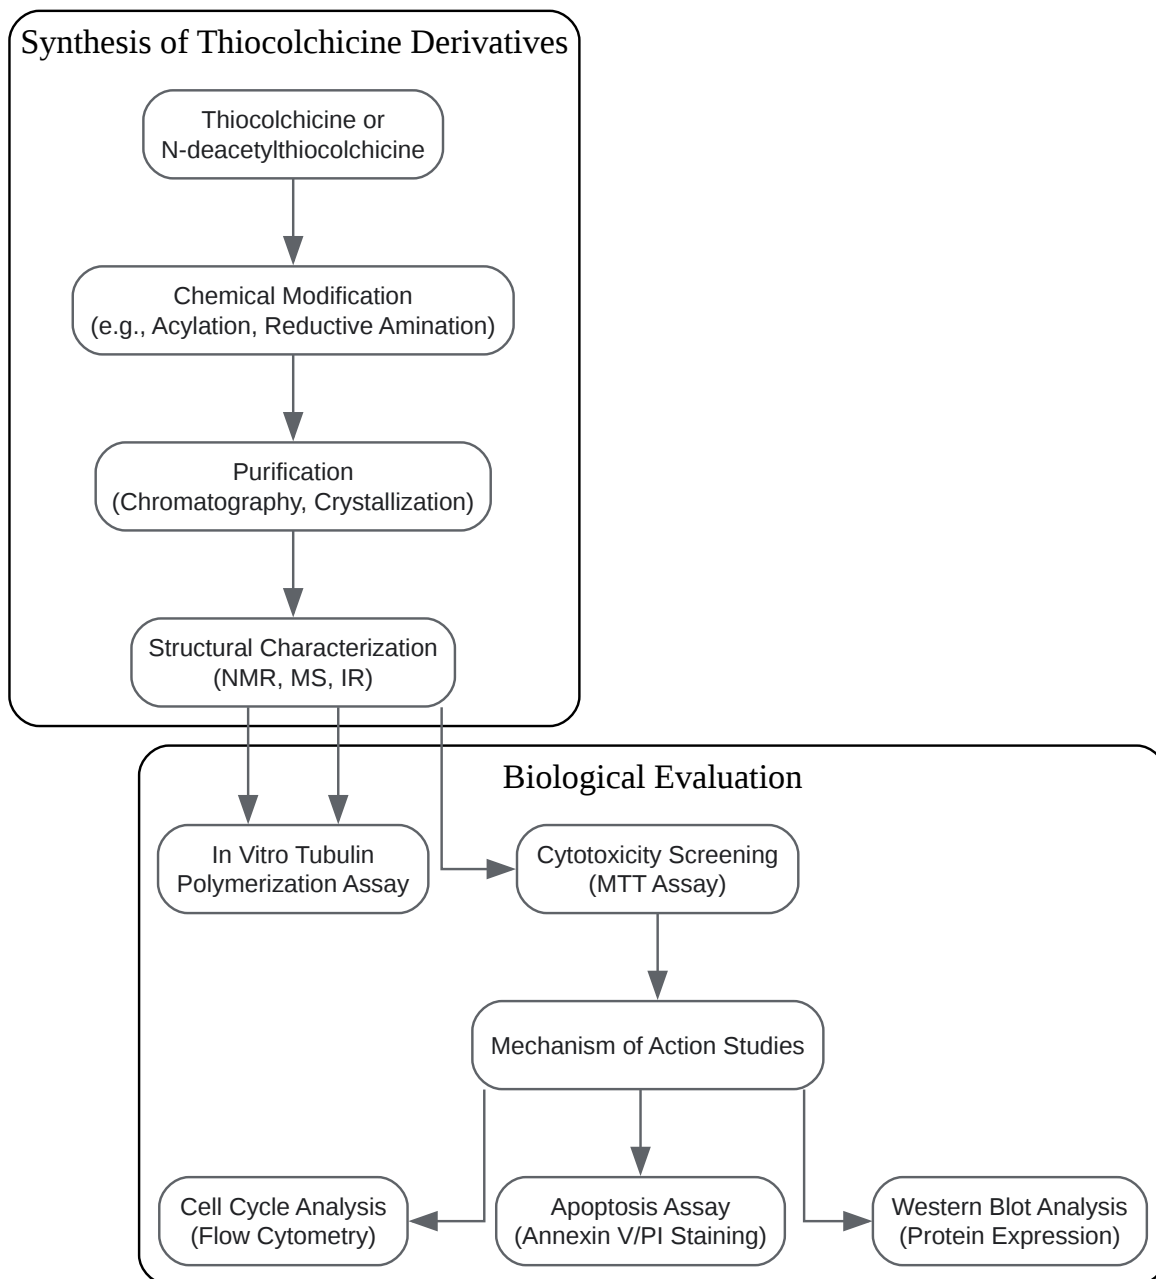 Synthesis of Thiocolchicine Derivatives
Thiocolchicine or
N-deacetylthiocolchicine
Chemical Modification
(e.g., Acylation, Reductive Amination)
Purification
(Chromatography, Crystallization)
Structural Characterization
(NMR, MS, IR)
Biological Evaluation
In Vitro Tubulin
Polymerization Assay
Cytotoxicity Screening
(MTT Assay)
Mechanism of Action Studies
Cell Cycle Analysis
(Flow Cytometry)
Apoptosis Assay
(Annexin V/PI Staining)
Western Blot Analysis
(Protein Expression)